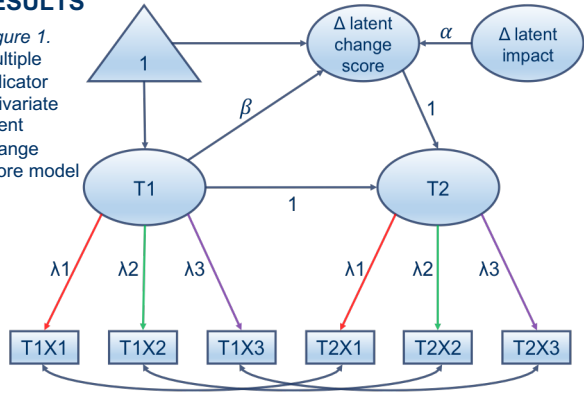 ESULTS
gure 1.
ultiple
dicator
ivariate
ent
ange
ore model
1
Δ latent
change
score
α
Δ latent
impact
β
1
T1
1
T2
λ1
λ2
λ3
λ1
λ2
λ3
T1X1
T1X2
T1X3
T2X1
T2X2
T2X3